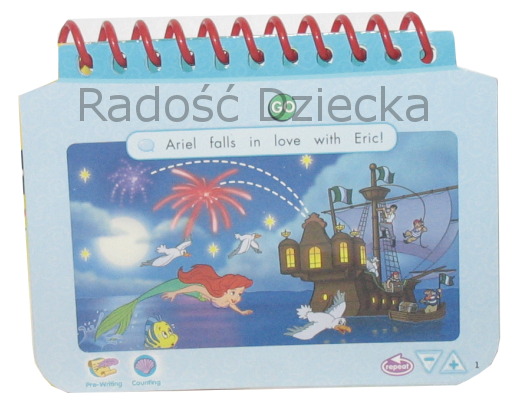 Radość Dziecka
GO
Ariel falls in love with Eric!
Pre-Writing
Counting
repeat
1